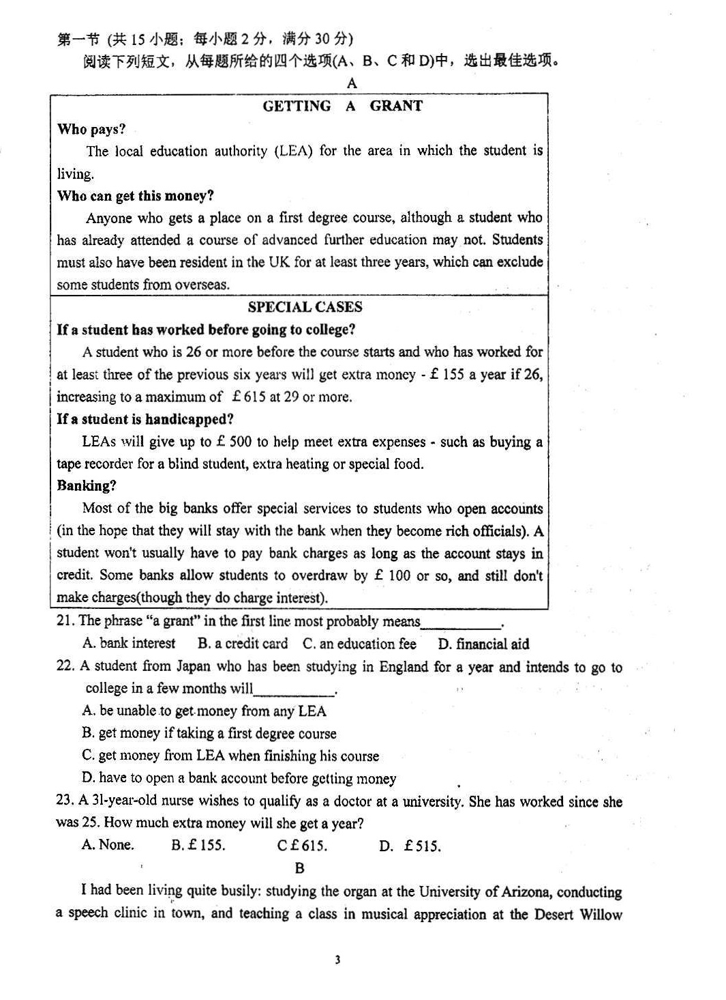 第一节 (共 15 小题；每小题 2 分，满分 30 分)
阅读下列短文，从每题所给的四个选项(A、B、C 和 D)中，选出最佳选项。
A
GETTING A GRANT
Who pays?
The local education authority (LEA) for the area in which the student is
living.
Who can get this money?
Anyone who gets a place on a first degree course, although a student who
has already attended a course of advanced further education may not. Students
must also have been resident in the UK for at least three years, which can exclude
some students from overseas.
SPECIAL CASES
If a student has worked before going to college?
A student who is 26 or more before the course starts and who has worked for
at least three of the previous six years will get extra money - £ 155 a year if 26,
increasing to a maximum of £615 at 29 or more.
If a student is handicapped?
LEAs will give up to £ 500 to help meet extra expenses - such as buying a
tape recorder for a blind student, extra heating or special food.
Banking?
Most of the big banks offer special services to students who open accounts
(in the hope that they will stay with the bank when they become rich officials). A
student won't usually have to pay bank charges as long as the account stays in
credit. Some banks allow students to overdraw by £ 100 or so, and still don't
make charges(though they do charge interest).
21. The phrase “a grant” in the first line most probably means__________.
A. bank interest B. a credit card C. an education fee D. financial aid
22. A student from Japan who has been studying in England for a year and intends to go to
college in a few months will__________.
A. be unable to get money from any LEA
B. get money if taking a first degree course
C. get money from LEA when finishing his course
D. have to open a bank account before getting money
23. A 31-year-old nurse wishes to qualify as a doctor at a university. She has worked since she
was 25. How much extra money will she get a year?
A. None. B. £ 155. C £615. D. £515.
B
I had been living quite busily: studying the organ at the University of Arizona, conducting
a speech clinic in town, and teaching a class in musical appreciation at the Desert Willow
3